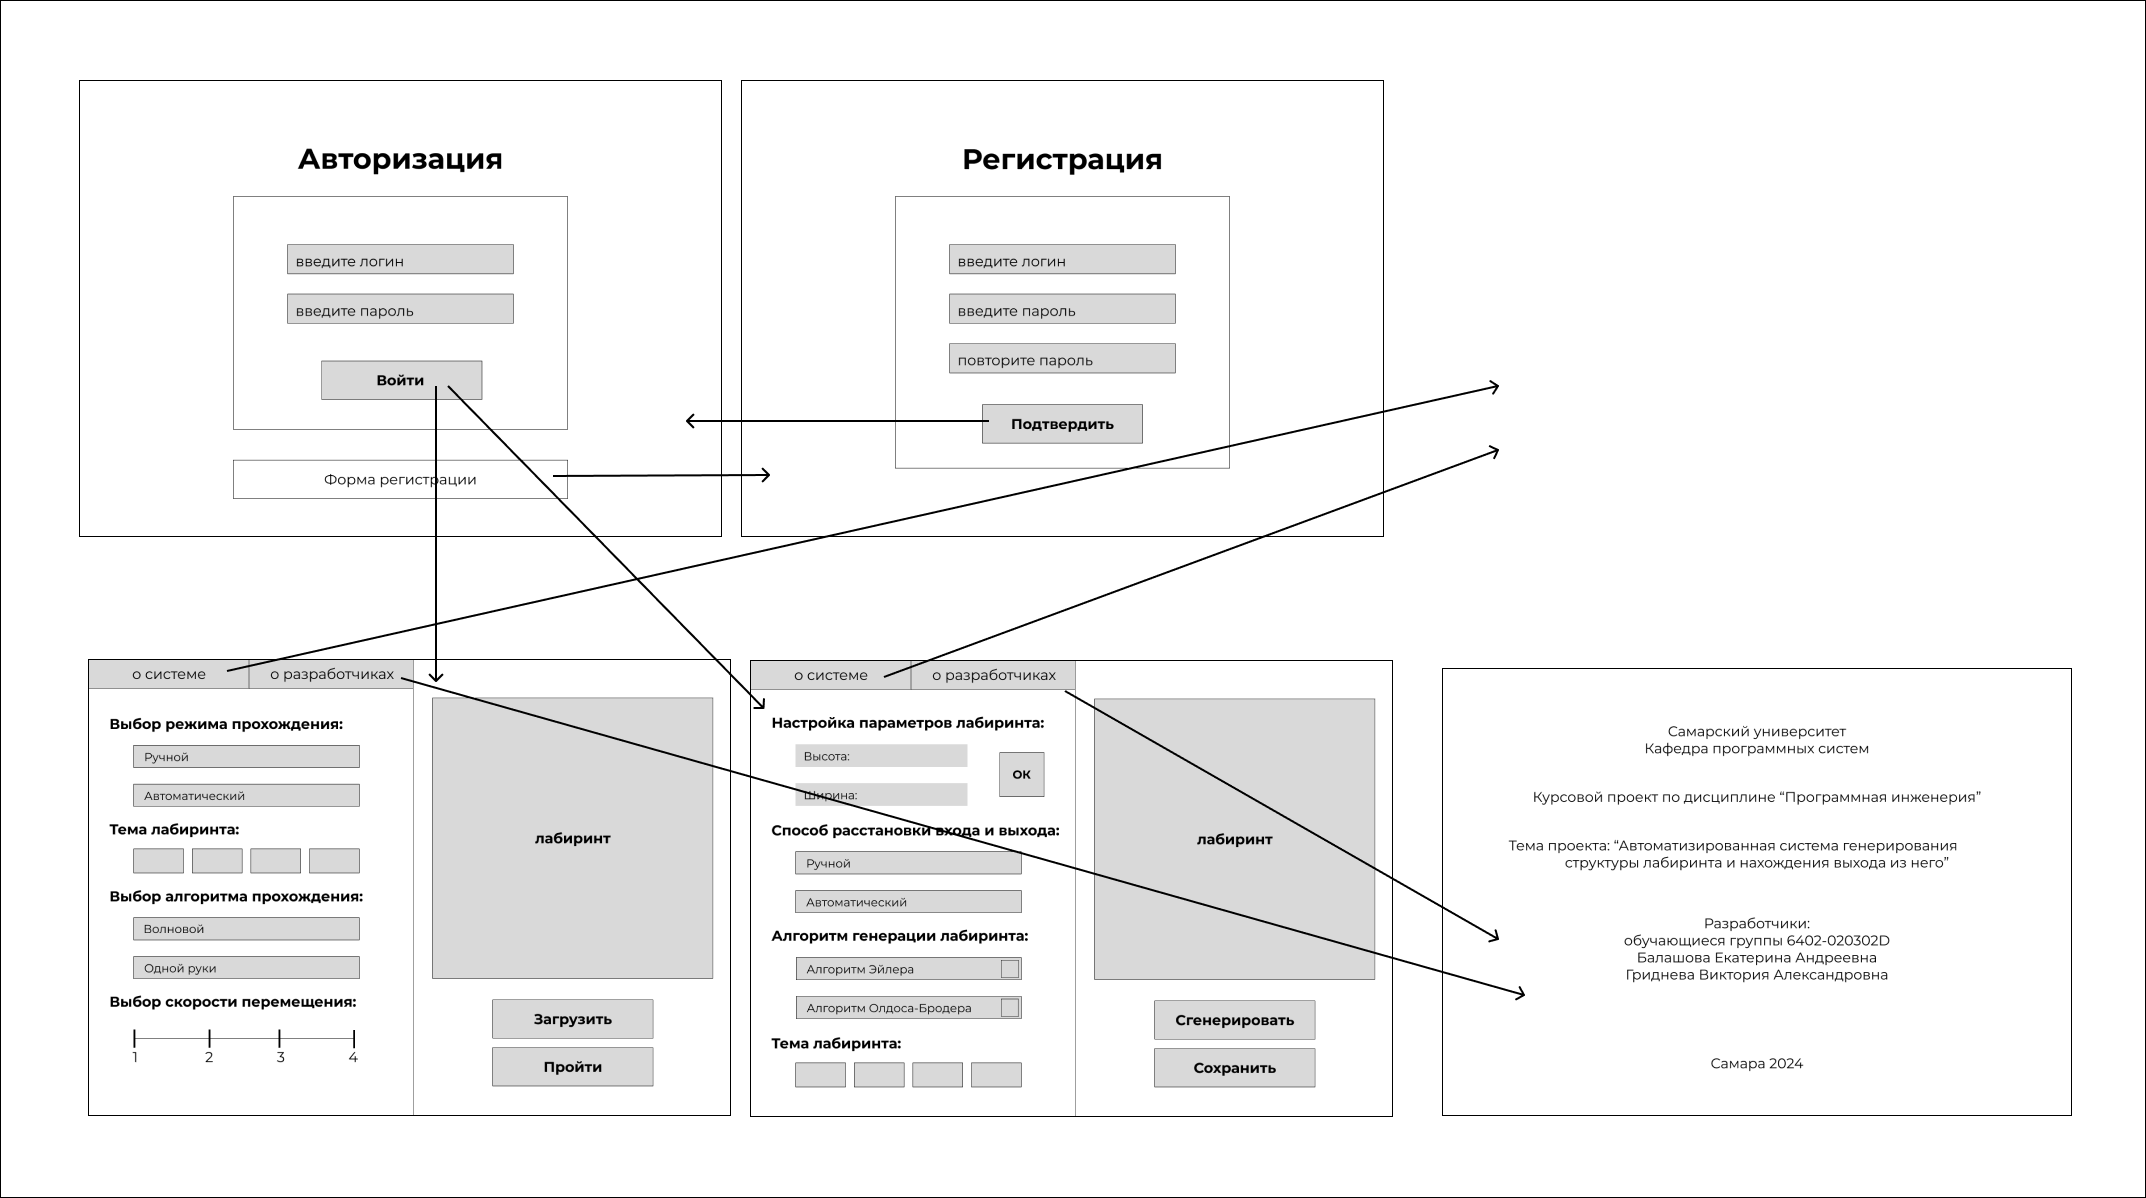 Авторизация
введите логин
введите пароль
Войти
Форма регистрации
Регистрация
введите логин
введите пароль
повторите пароль
Подтвердить
о системе
о разработчиках
Выбор режима прохождения:
Ручной
Автоматический
Тема лабиринта:
Выбор алгоритма прохождения:
Волновой
Одной руки
Выбор скорости перемещения:
1 2 3 4
лабиринт
Загрузить
Пройти
о системе
о разработчиках
Настройка параметров лабиринта:
Высота:
Ширина:
ОК
Способ расстановки входа и выхода:
Ручной
Автоматический
Алгоритм генерации лабиринта:
Алгоритм Эйлера
Алгоритм Олдоса-Бродера
Тема лабиринта:
лабиринт
Сгенерировать
Сохранить
Самарский университет
Кафедра программных систем
Курсовой проект по дисциплине “Программная инженерия”
Тема проекта: “Автоматизированная система генерирования
структуры лабиринта и нахождения выхода из него”
Разработчики:
обучающиеся группы 6402-020302D
Балашова Екатерина Андреевна
Гриднева Виктория Александровна
Самара 2024